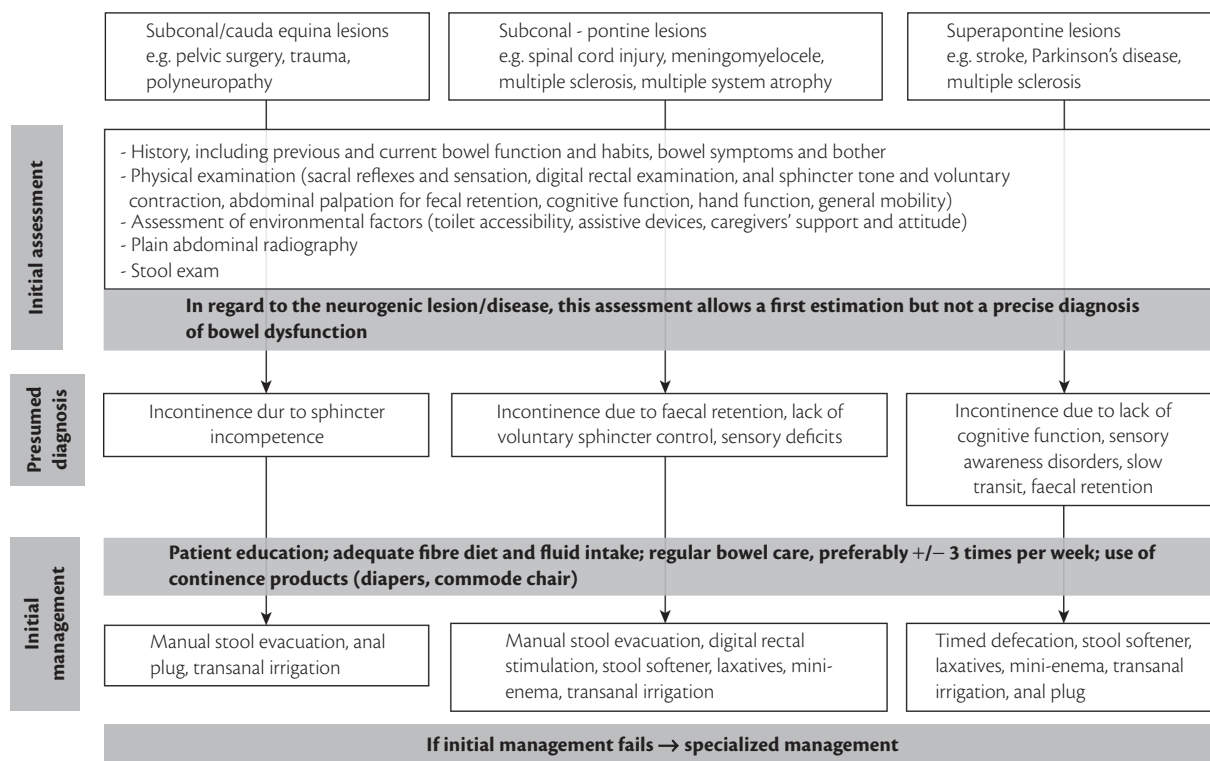 Subconal/cauda equina lesions
e.g. pelvic surgery, trauma,
polyneuropathy
Subconal - pontine lesions
e.g. spinal cord injury, meningomyelocele,
multiple sclerosis, multiple system atrophy
Superapontine lesions
e.g. stroke, Parkinson's disease,
multiple sclerosis
Initial assessment
- History, including previous and current bowel function and habits, bowel symptoms and bother
- Physical examination (sacral reflexes and sensation, digital rectal examination, anal sphincter tone and voluntary
contraction, abdominal palpation for fecal retention, cognitive function, hand function, general mobility)
- Assessment of environmental factors (toilet accessibility, assistive devices, caregivers' support and attitude)
- Plain abdominal radiography
- Stool exam
In regard to the neurogenic lesion/disease, this assessment allows a first estimation but not a precise diagnosis
of bowel dysfunction
Presumed
diagnosis
Incontinence dur to sphincter
incompetence
Incontinence due to faecal retention, lack of
voluntary sphincter control, sensory deficits
Incontinence due to lack of
cognitive function, sensory
awareness disorders, slow
transit, faecal retention
Initial
management
Patient education; adequate fibre diet and fluid intake; regular bowel care, preferably +/− 3 times per week; use of
continence products (diapers, commode chair)
Manual stool evacuation, anal
plug, transanal irrigation
Manual stool evacuation, digital rectal
stimulation, stool softener, laxatives, mini-
enema, transanal irrigation
Timed defecation, stool softener,
laxatives, mini-enema, transanal
irrigation, anal plug
If initial management fails → specialized management